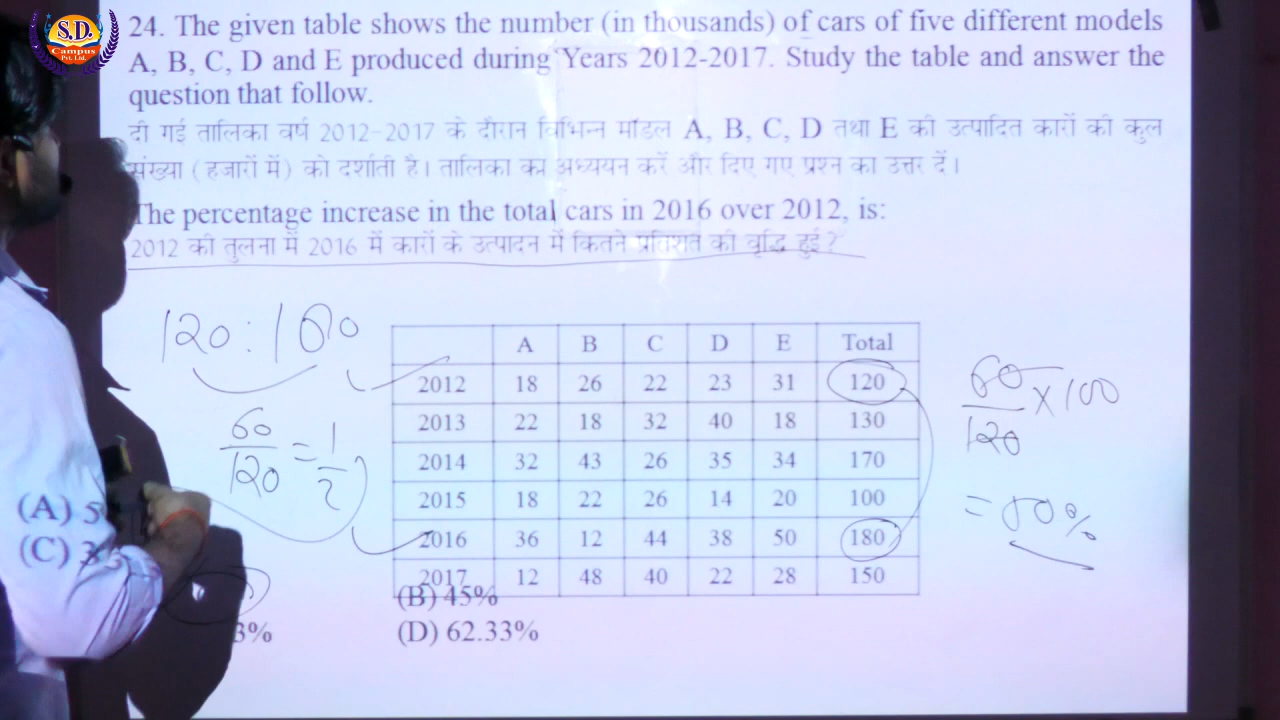 S.D.
Campus
Pvt. Ltd.
24. The given table shows the number (in thousands) of cars of five different models
A, B, C, D and E produced during Years 2012-2017. Study the table and answer the
question that follow.
दी गई तालिका वर्ष 2012-2017 के दौरान विभिन्न मॉडल A, B, C, D तथा E की उत्पादित कारों की कुल
संख्या (हजारों में) को दर्शाती है। तालिका का अध्ययन करें और दिए गए प्रश्न का उत्तर दें।
The percentage increase in the total cars in 2016 over 2012, is:
2012 की तुलना में 2016 में कारों के उत्पादन में कितने प्रतिशत की वृद्धि हुई?
120 : 180
60
120
= 1
2
A B C D E Total
2012 18 26 22 23 31 120
2013 22 18 32 40 18 130
2014 32 43 26 35 34 170
2015 18 22 26 14 20 100
2016 36 12 44 38 50 180
2017 12 48 40 22 28 150
60
120
× 100
= 50%
(A) 5
(B) 45%
(C) 3 3%
(D) 62.33%